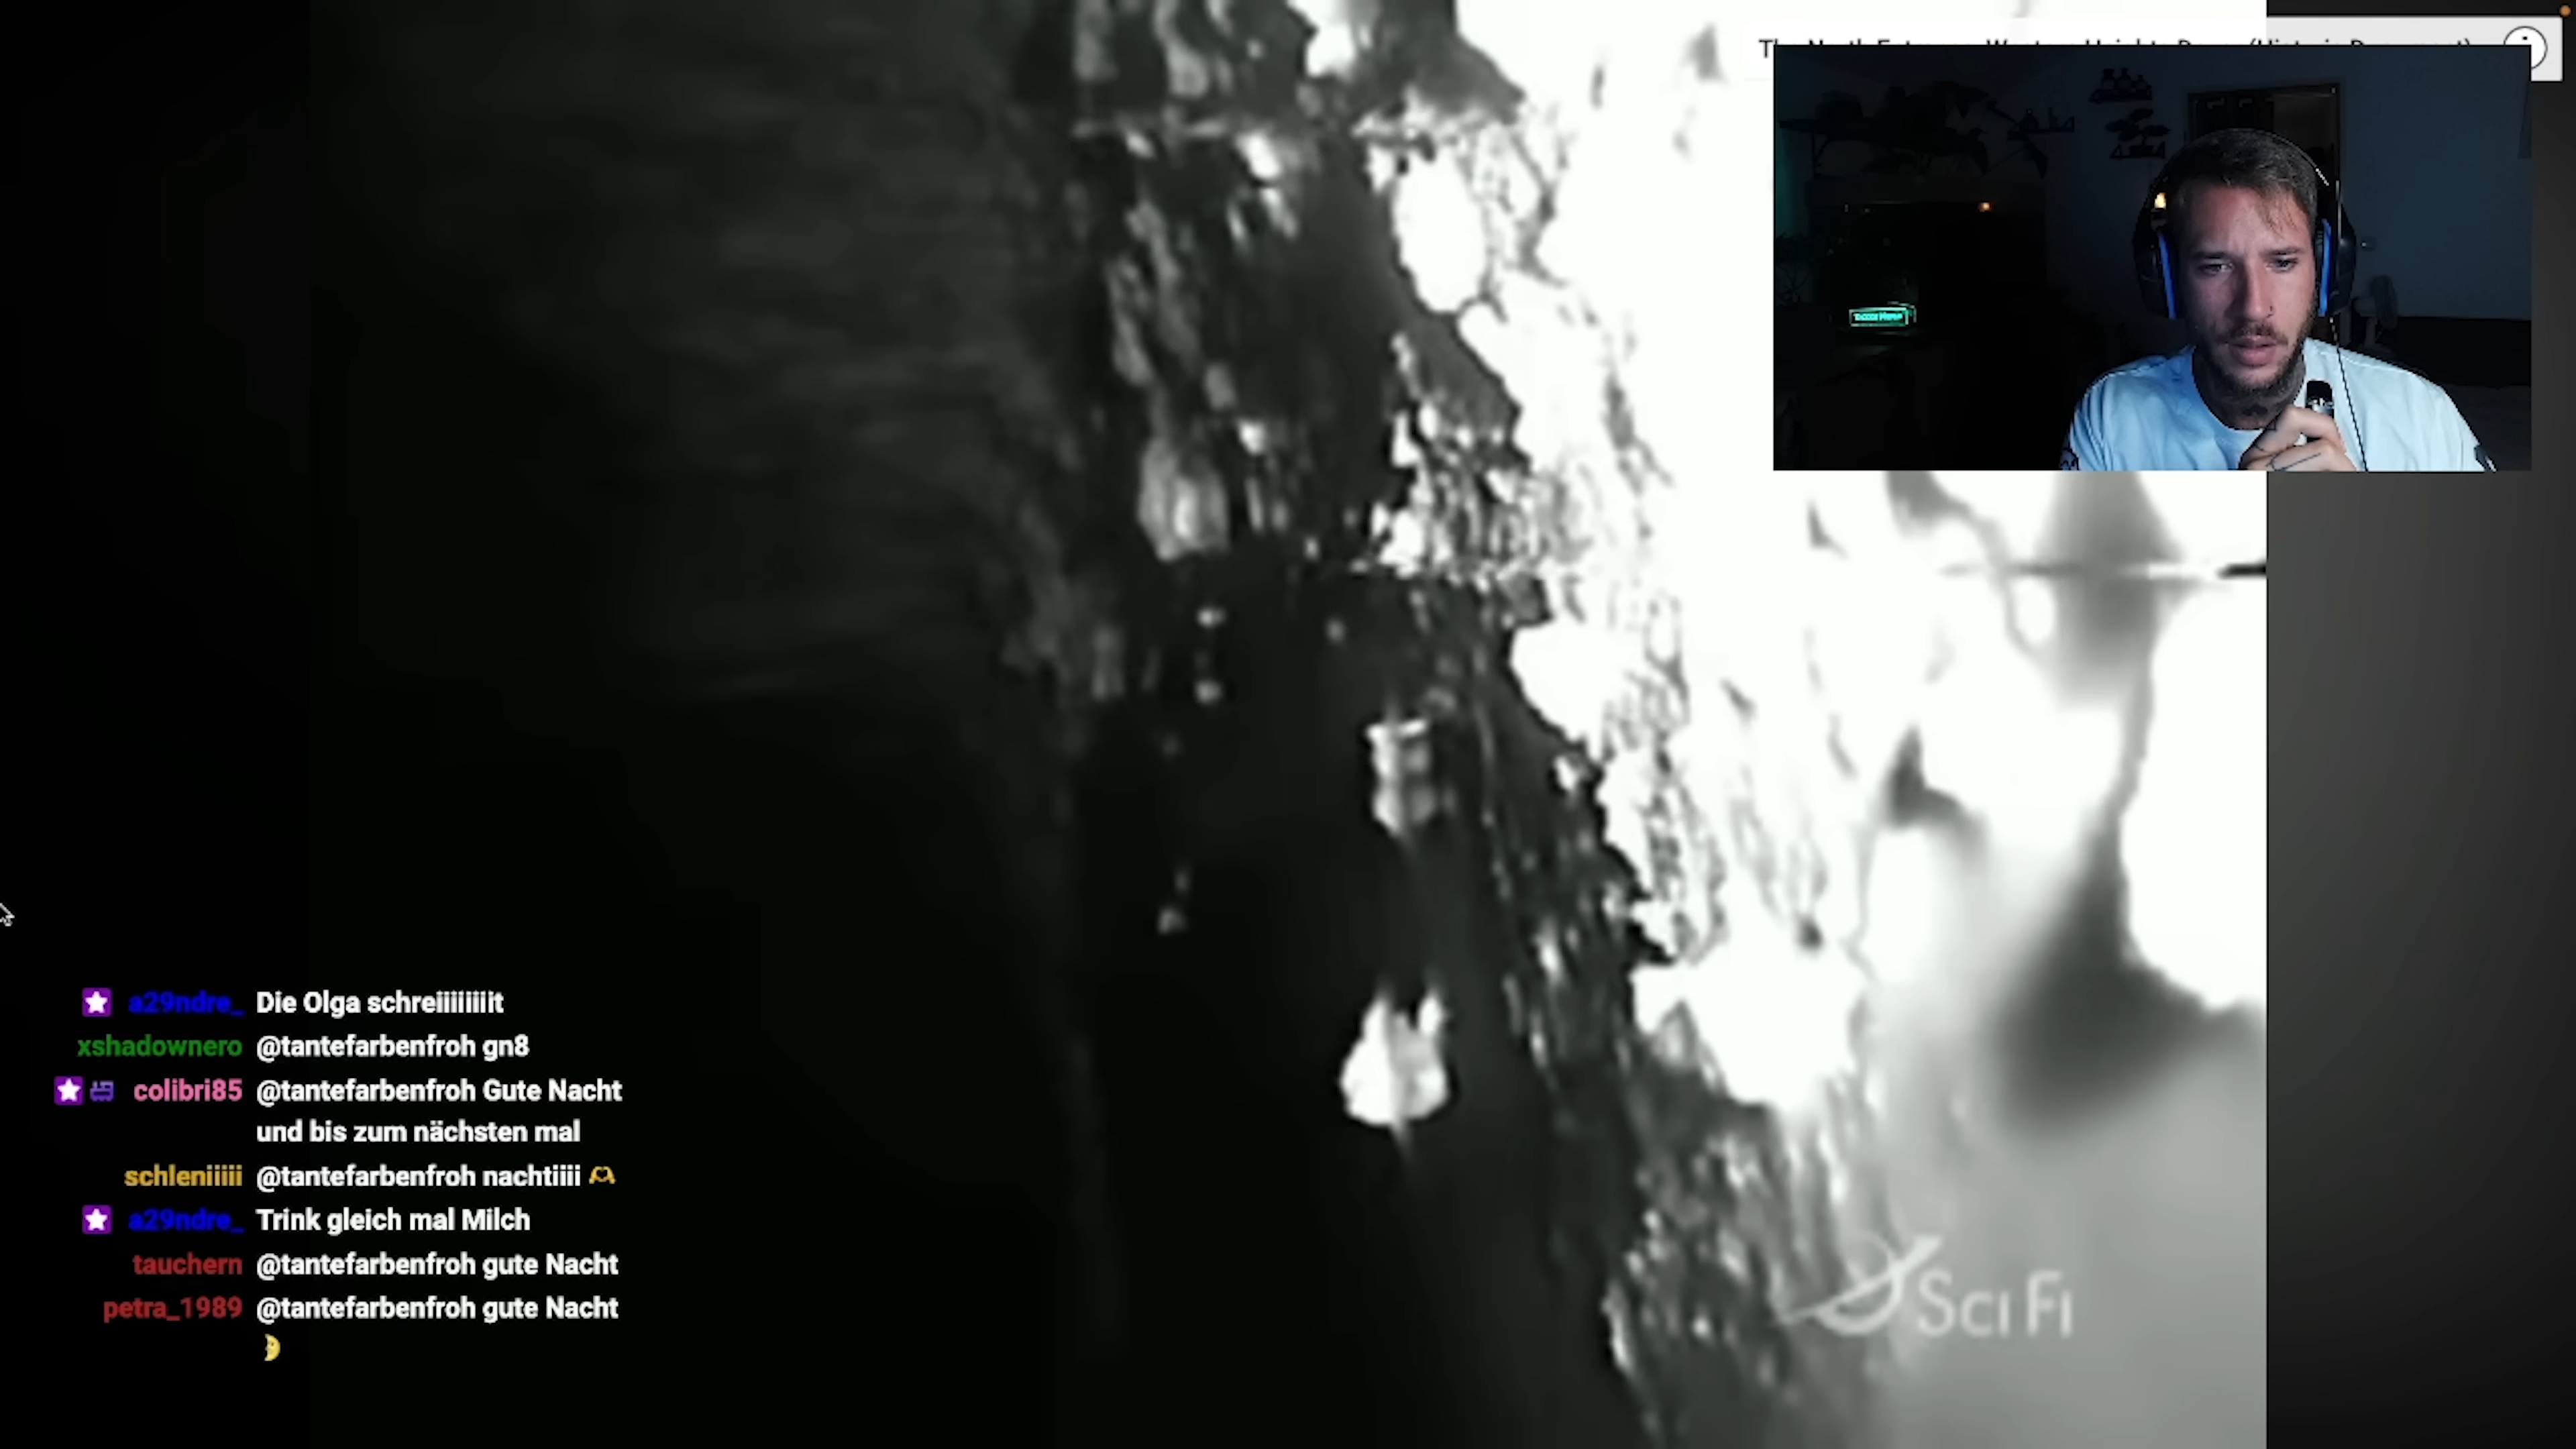 a29ndre_ Die Olga schreiiiiiiiiit
xshadownero @tantefarbenfroh gn8
colibri85 @tantefarbenfroh Gute Nacht
und bis zum nächsten mal
schleniiiii @tantefarbenfroh nachtiiii
a29ndre_ Trink gleich mal Milch
tauchern @tantefarbenfroh gute Nacht
petra_1989 @tantefarbenfroh gute Nacht
Sci Fi